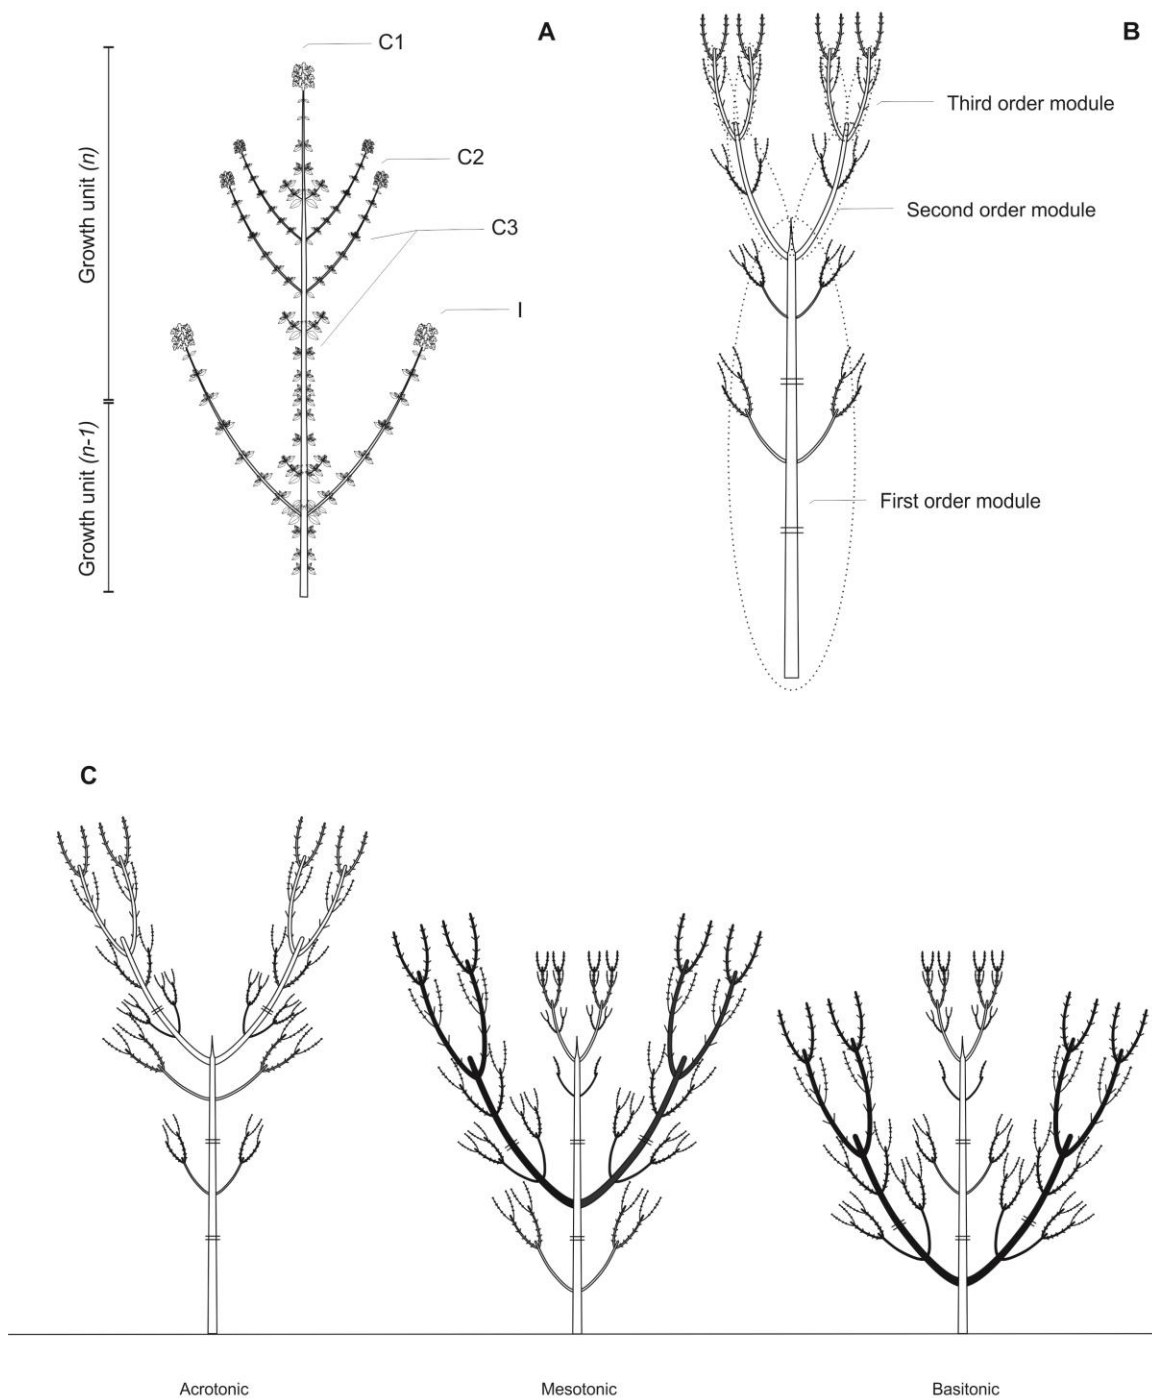 A
C1
C2
C3
I
Growth unit (n)
Growth unit (n-1)
B
Third order module
Second order module
First order module
C
Acrotonic
Mesotonic
Basitonic